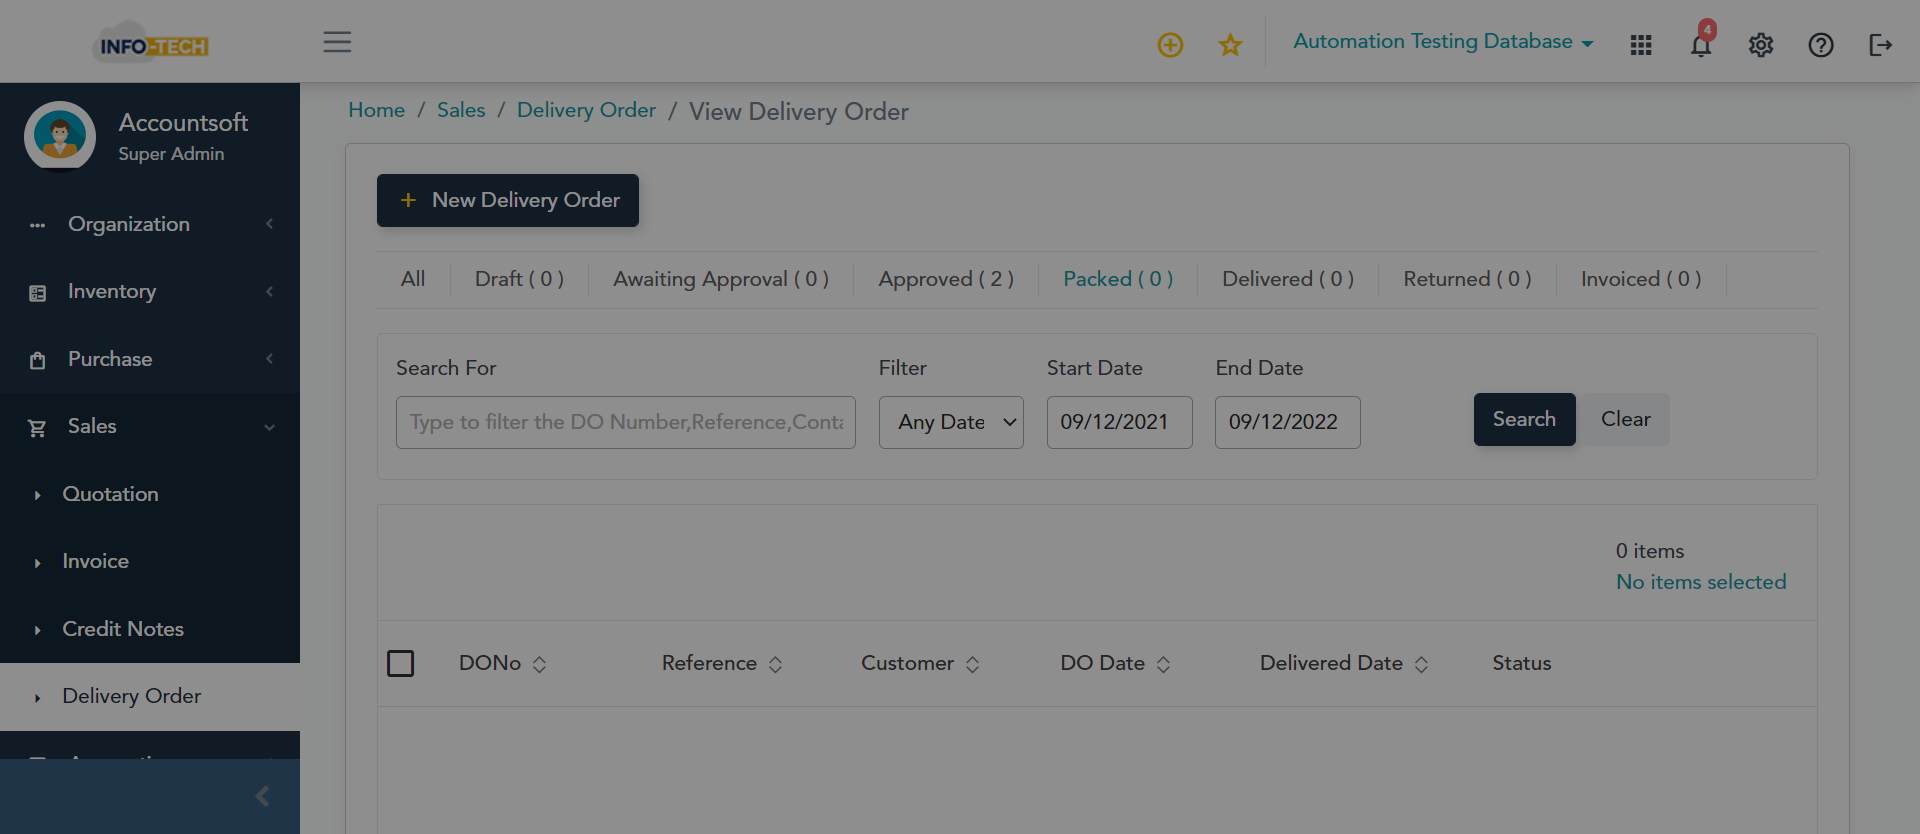 INFO-TECH
Automation Testing Database
4
Accountsoft
Super Admin
Organization
Inventory
Purchase
Sales
Quotation
Invoice
Credit Notes
Delivery Order
Home / Sales / Delivery Order / View Delivery Order
+ New Delivery Order
All Draft ( 0 ) Awaiting Approval ( 0 ) Approved ( 2 ) Packed ( 0 ) Delivered ( 0 ) Returned ( 0 ) Invoiced ( 0 )
Search For Filter Start Date End Date
Type to filter the DO Number,Reference,Conta Any Date 09/12/2021 09/12/2022 Search Clear
0 items
No items selected
DONo Reference Customer DO Date Delivered Date Status